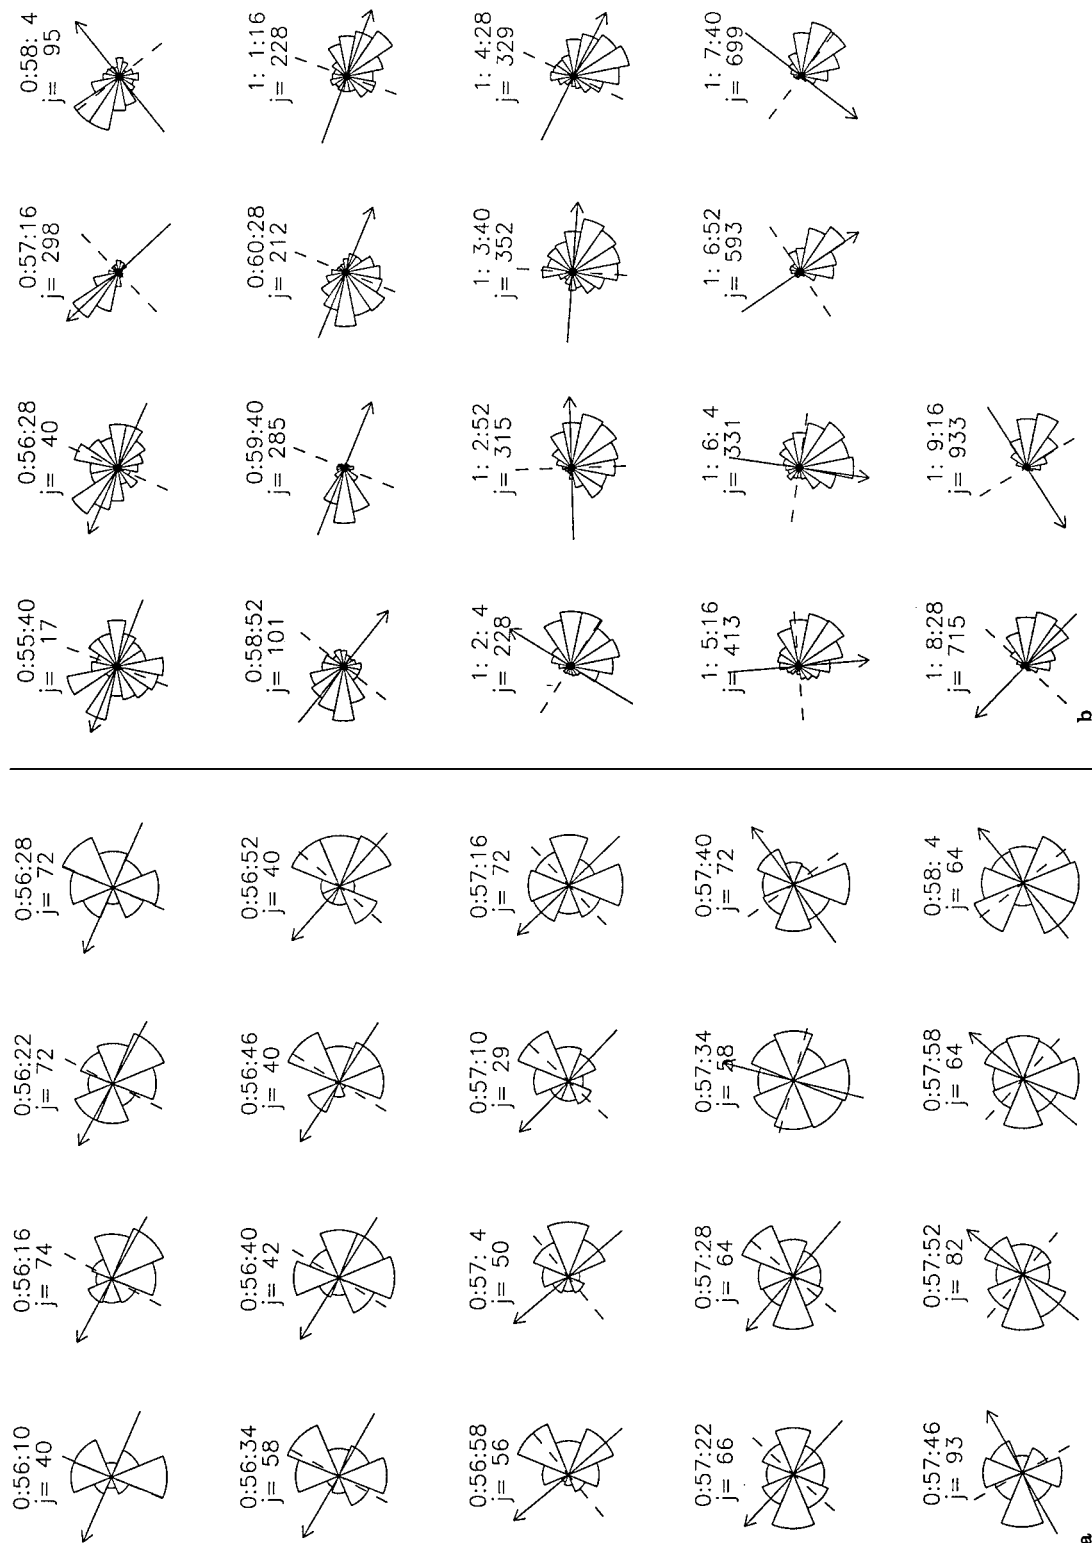 0:56:10
j= 40
0:56:16
j= 74
0:56:22
j= 72
0:56:28
j= 72
0:56:34
j= 58
0:56:40
j= 42
0:56:46
j= 40
0:56:52
j= 40
0:56:58
j= 56
0:57: 4
j= 50
0:57:10
j= 29
0:57:16
j= 72
0:57:22
j= 66
0:57:28
j= 64
0:57:34
j= 58
0:57:40
j= 72
0:57:46
j= 93
0:57:52
j= 82
0:57:58
j= 64
0:58: 4
j= 64
a
0:55:40
j= 17
0:56:28
j= 40
0:57:16
j= 298
0:58: 4
j= 95
0:58:52
j= 101
0:59:40
j= 285
0:60:28
j= 212
1: 1:16
j= 228
1: 2: 4
j= 228
1: 2:52
j= 315
1: 3:40
j= 352
1: 4:28
j= 329
1: 5:16
j= 413
1: 6: 4
j= 331
1: 6:52
j= 593
1: 7:40
j= 699
1: 8:28
j= 715
1: 9:16
j= 933
b